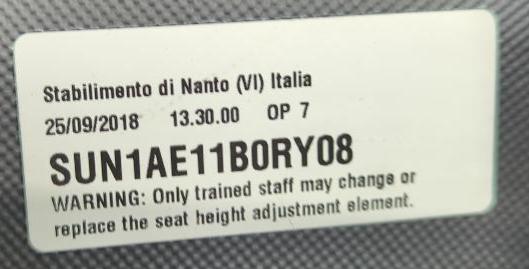 Stabilimento di Nanto (VI) Italia
25/09/2018 13.30.00 OP 7
SUN1AE11B0RY08
WARNING: Only trained staff may change or
replace the seat height adjustment element.